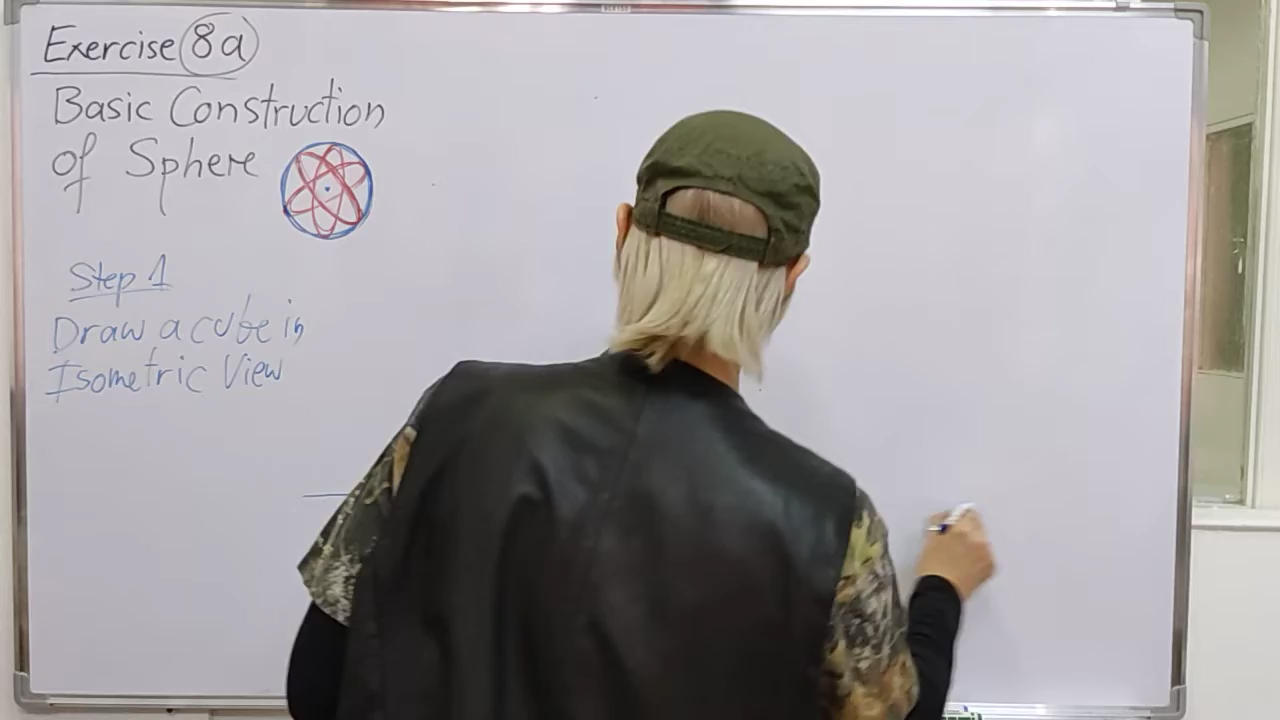 Exercise 8a
Basic Construction
of Sphere
Step 1
Draw a cube in
Isometric View